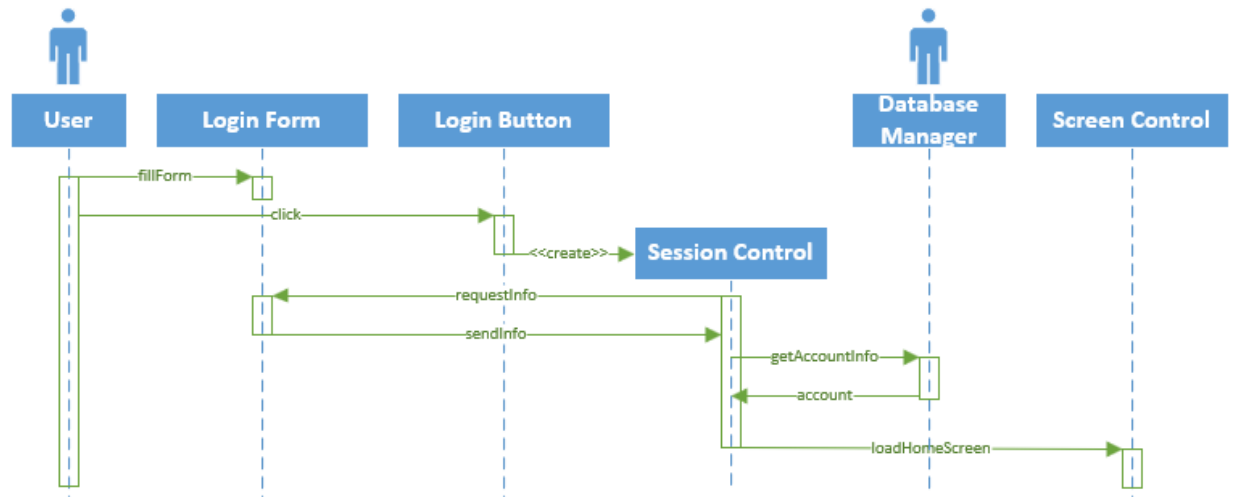 User
Login Form
Login Button
Database
Manager
Screen Control
fillForm
click
<<create>>
Session Control
requestInfo
sendInfo
getAccountInfo
account
loadHomeScreen